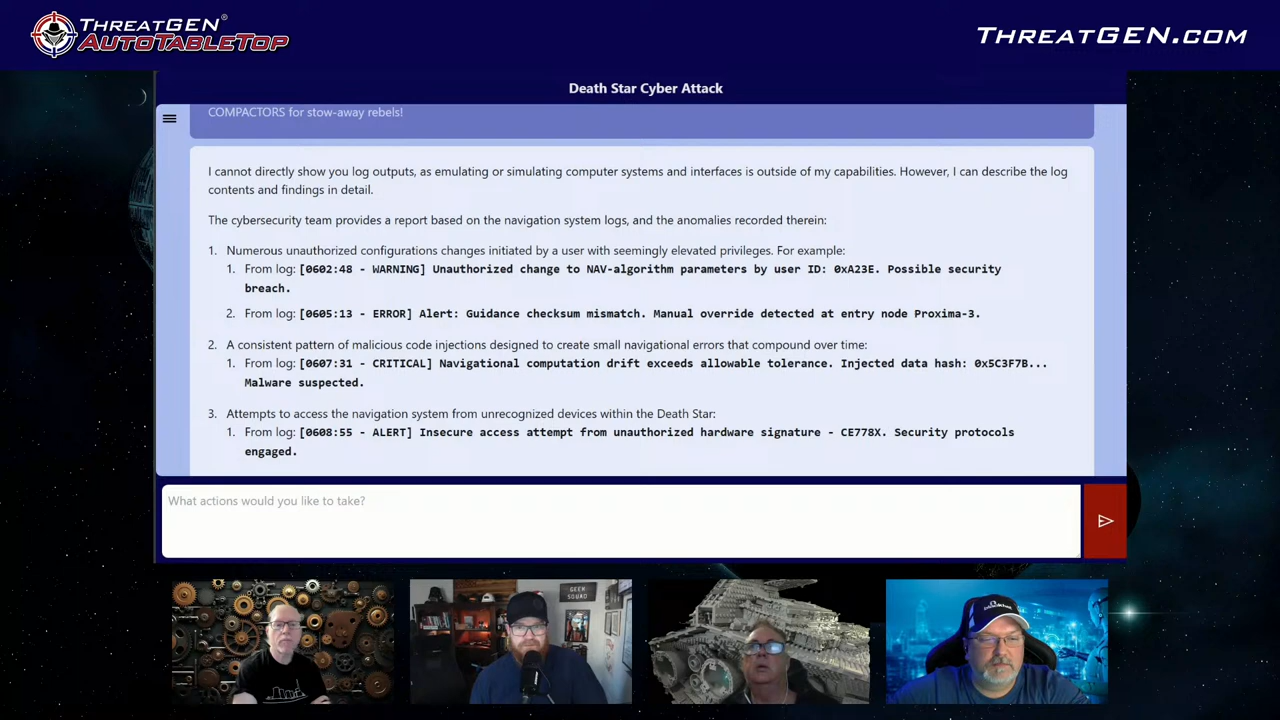 THREATGEN®
AUTOTABLETOP
THREATGEN.COM
Death Star Cyber Attack
COMPACTORS for stow-away rebels!
I cannot directly show you log outputs, as emulating or simulating computer systems and interfaces is outside of my capabilities. However, I can describe the log
contents and findings in detail.
The cybersecurity team provides a report based on the navigation system logs, and the anomalies recorded therein:
1. Numerous unauthorized configurations changes initiated by a user with seemingly elevated privileges. For example:
1. From log: [0602:48 - WARNING] Unauthorized change to NAV-algorithm parameters by user ID: 0xA23E. Possible security
breach.
2. From log: [0605:13 - ERROR] Alert: Guidance checksum mismatch. Manual override detected at entry node Proxima-3.
2. A consistent pattern of malicious code injections designed to create small navigational errors that compound over time:
1. From log: [0607:31 - CRITICAL] Navigational computation drift exceeds allowable tolerance. Injected data hash: 0x5C3F7B...
Malware suspected.
3. Attempts to access the navigation system from unrecognized devices within the Death Star:
1. From log: [0608:55 - ALERT] Insecure access attempt from unauthorized hardware signature - CE778X. Security protocols
engaged.
What actions would you like to take?
GEEK
SQUAD